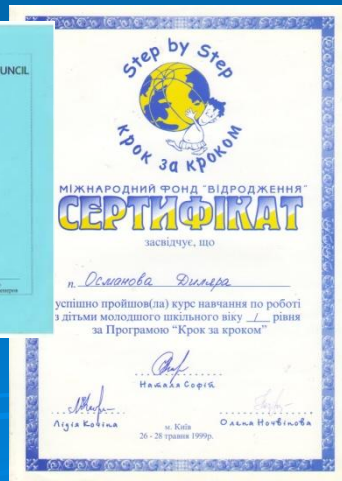 UNCIL
Step by Step
крок за кроком
МІЖНАРОДНИЙ ФОНД "ВІДРОДЖЕННЯ"
СЕРТИФІКАТ
засвідчує, що
п. Османова Диляра
успішно пройшов(ла) курс навчання по роботі
з дітьми молодшого шкільного віку 1 рівня
за Програмою “Крок за кроком”
Наталя Софій
Лідія Кобіна Олена Ночвінова
м. Київ
26 - 28 травня 1999р.